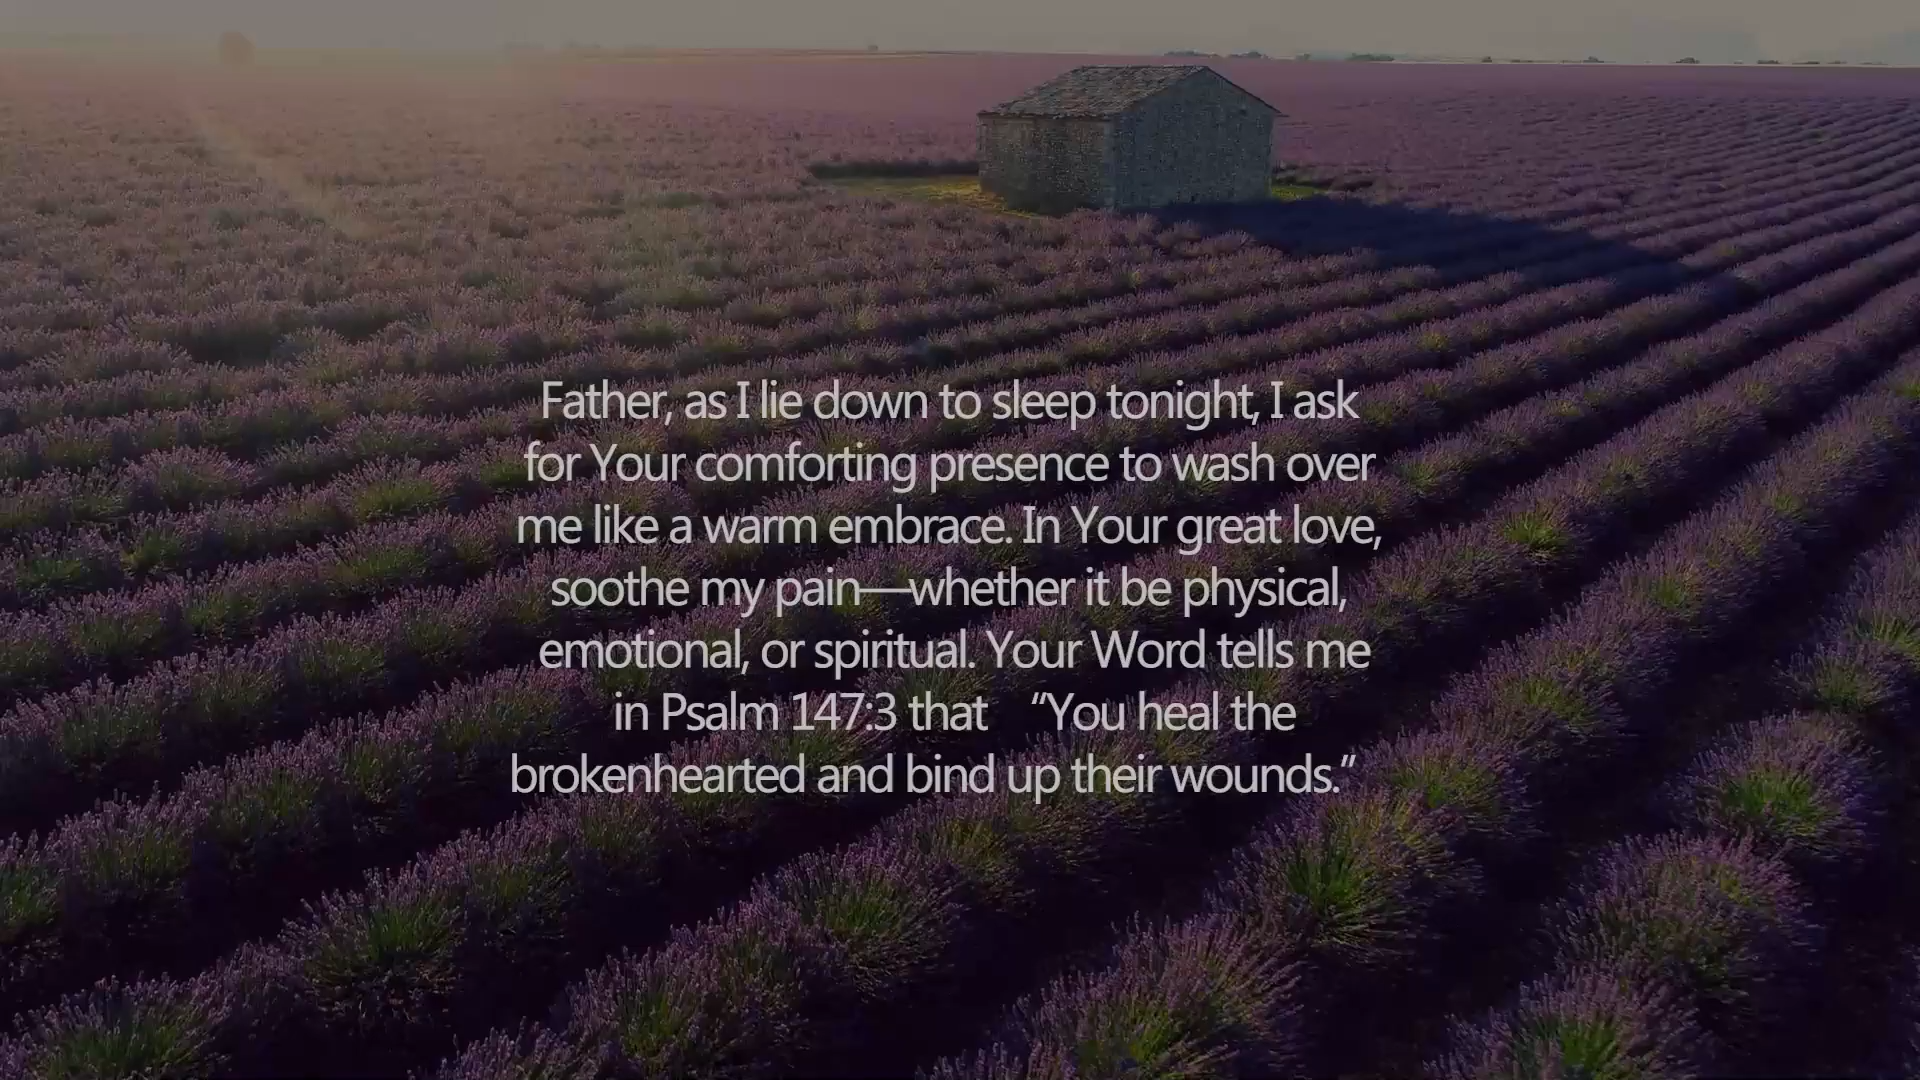 Father, as I lie down to sleep tonight, I ask
for Your comforting presence to wash over
me like a warm embrace. In Your great love,
soothe my pain—whether it be physical,
emotional, or spiritual. Your Word tells me
in Psalm 147:3 that “You heal the
brokenhearted and bind up their wounds.”